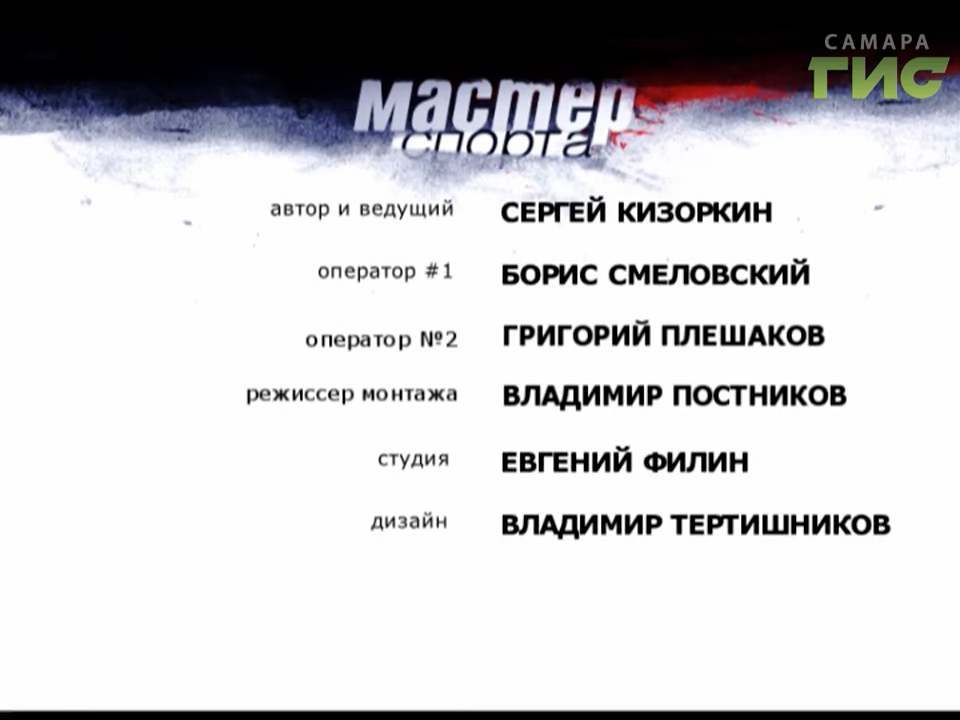 САМАРА
ГИС
мастер
спорта
автор и ведущий СЕРГЕЙ КИЗОРКИН
оператор #1 БОРИС СМЕЛОВСКИЙ
оператор №2 ГРИГОРИЙ ПЛЕШАКОВ
режиссер монтажа ВЛАДИМИР ПОСТНИКОВ
студия ЕВГЕНИЙ ФИЛИН
дизайн ВЛАДИМИР ТЕРТИШНИКОВ